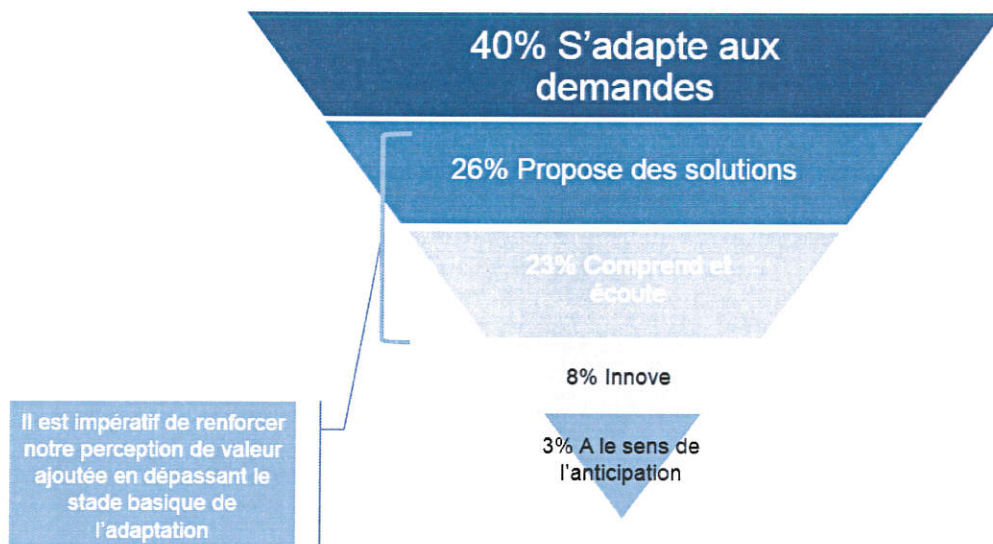 40% S’adapte aux
demandes
26% Propose des solutions
23% Comprend et
écoute
8% Innove
3% A le sens de
l’anticipation
Il est impératif de renforcer
notre perception de valeur
ajoutée en dépassant le
stade basique de
l’adaptation